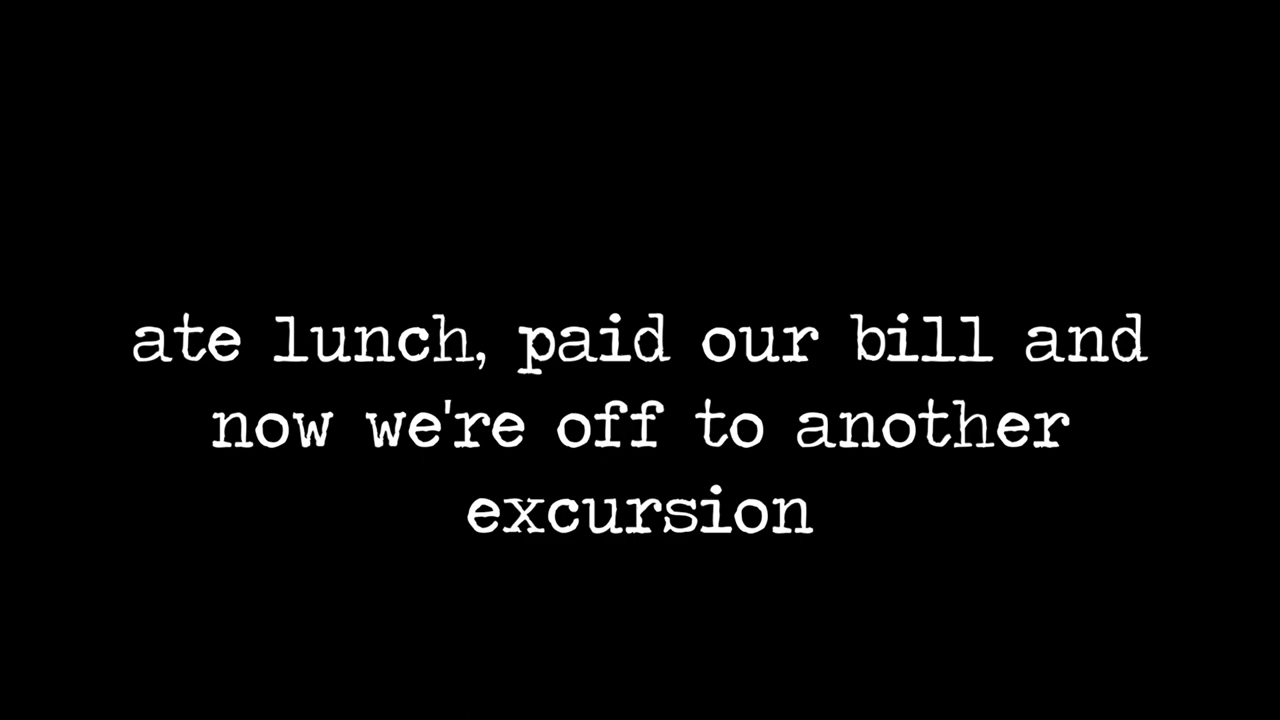 ate lunch, paid our bill and
now we're off to another
excursion